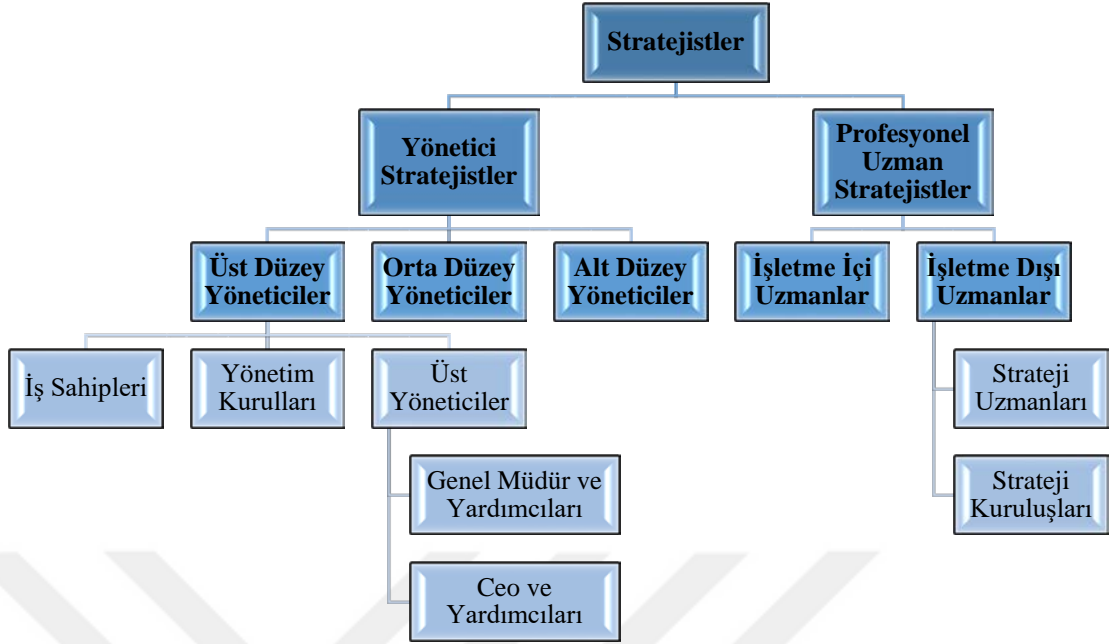 Stratejistler
Yönetici
Stratejistler
Profesyonel
Uzman
Stratejistler
Üst Düzey
Yöneticiler
Orta Düzey
Yöneticiler
Alt Düzey
Yöneticiler
İşletme İçi
Uzmanlar
İşletme Dışı
Uzmanlar
İş Sahipleri
Yönetim
Kurulları
Üst
Yöneticiler
Strateji
Uzmanları
Genel Müdür ve
Yardımcıları
Strateji
Kuruluşları
Ceo ve
Yardımcıları